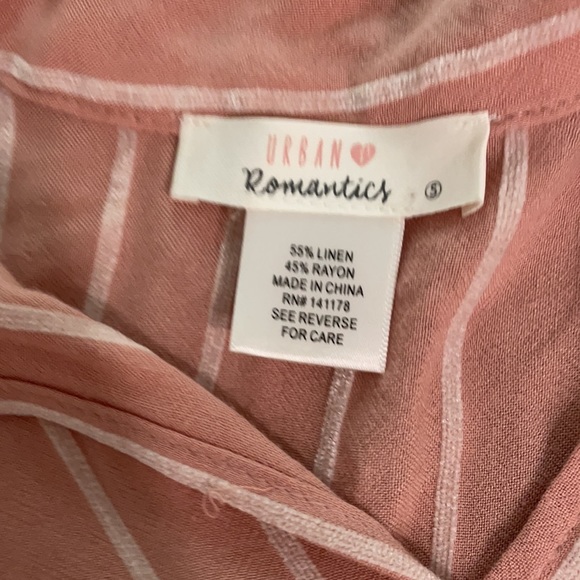 URBAN
Romantics Ⓢ
55% LINEN
45% RAYON
MADE IN CHINA
RN# 141178
SEE REVERSE
FOR CARE